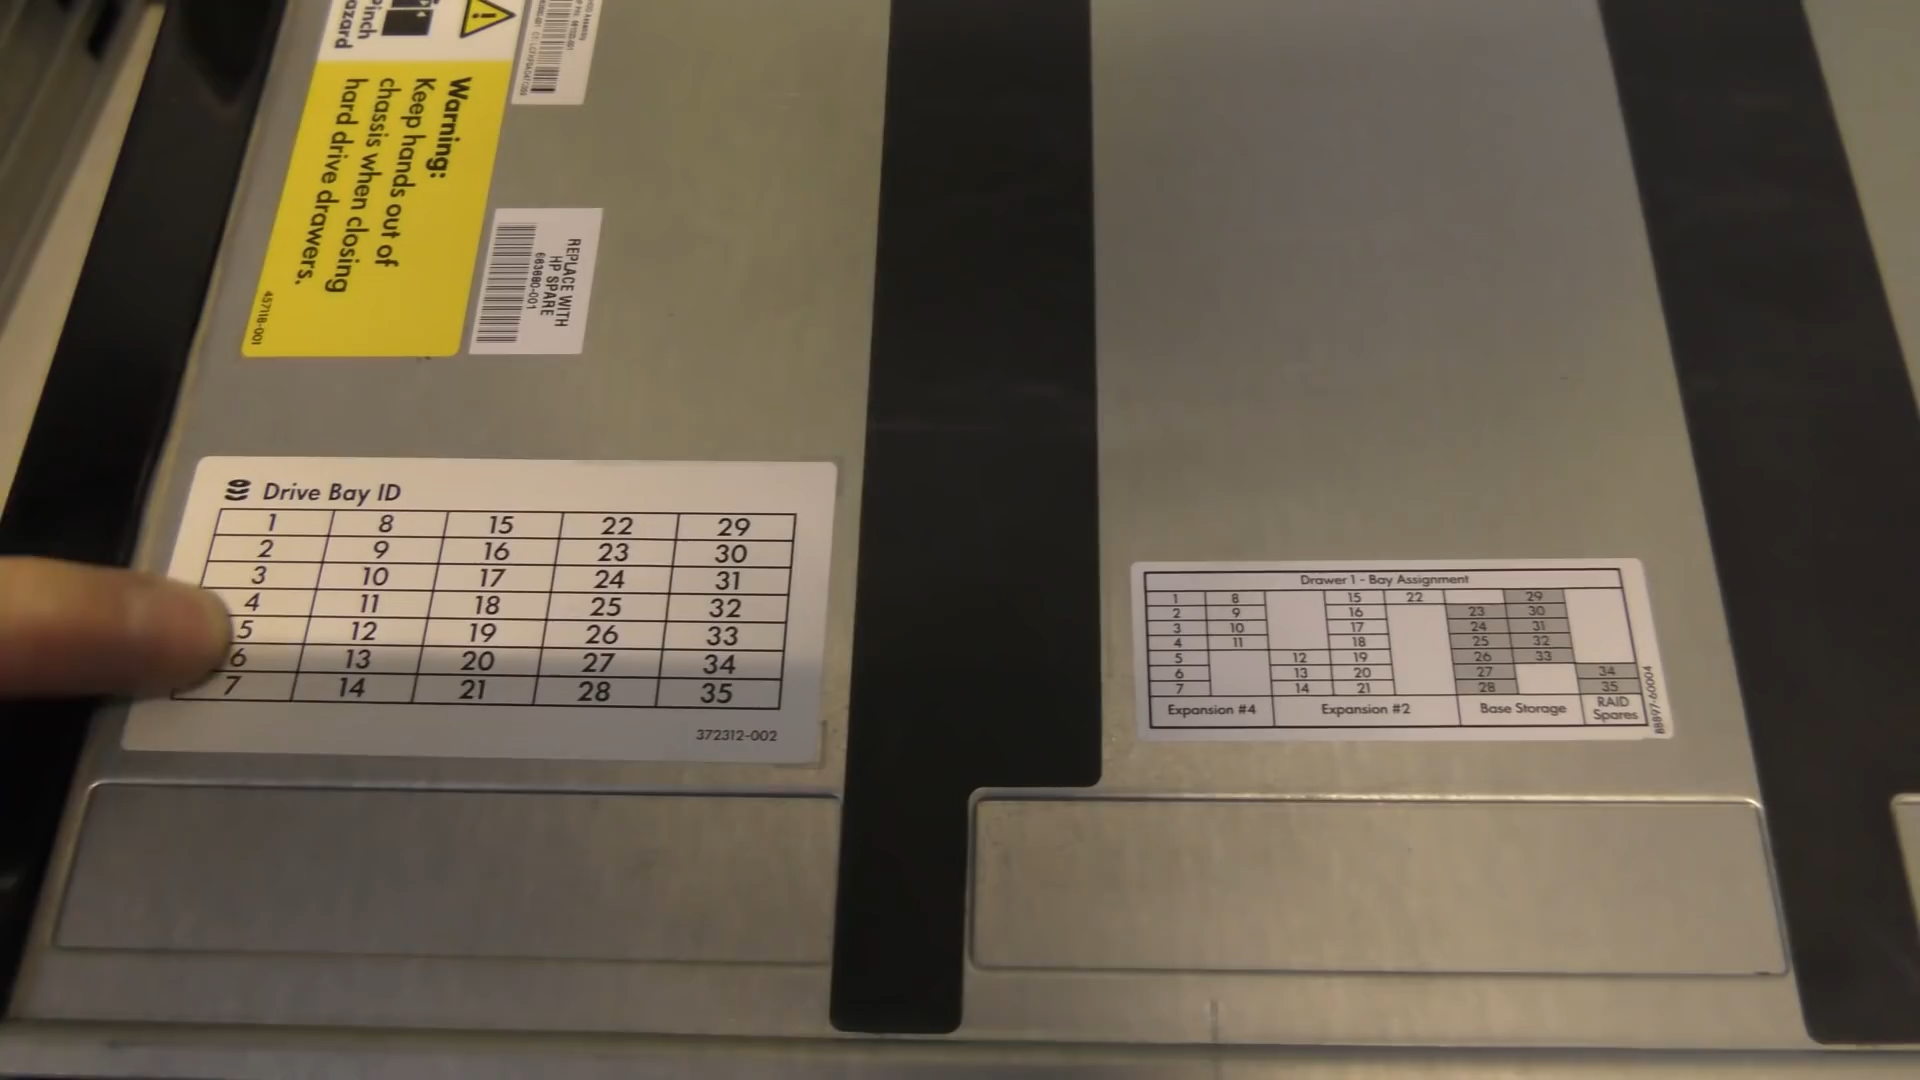 Pinch
azard
Warning:
Keep hands out of
chassis when closing
hard drive drawers.
457118-001
REPLACE WITH
HP SPARE
663680-001
Drive Bay ID
1 8 15 22 29
2 9 16 23 30
3 10 17 24 31
4 11 18 25 32
5 12 19 26 33
6 13 20 27 34
7 14 21 28 35
372312-002
Drawer 1 - Bay Assignment
1 8 15 22 29
2 9 16 23 30
3 10 17 24 31
4 11 18 25 32
5 12 19 26 33
6 13 20 27 34
7 14 21 28 35
Expansion #4 Expansion #2 Base Storage RAID Spares